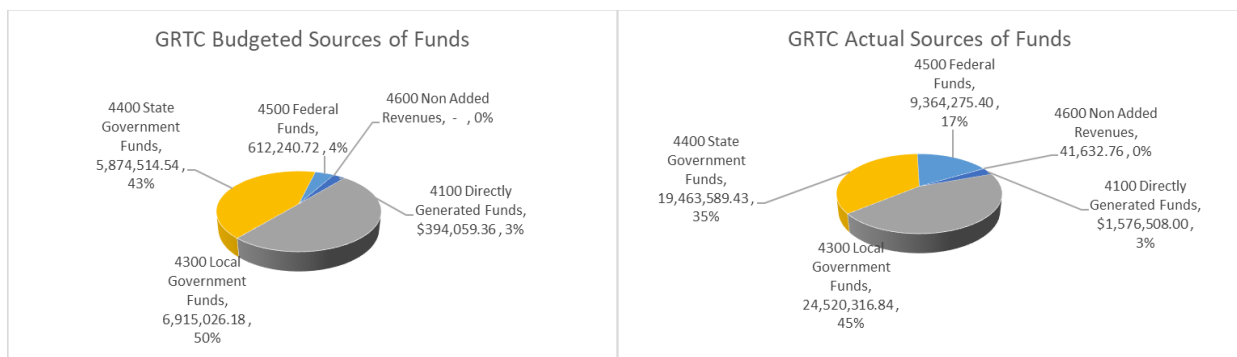 GRTC Budgeted Sources of Funds
4400 State
Government
Funds,
5,874,514.54 ,
43%
4500 Federal
Funds,
612,240.72 , 4%
4600 Non Added
Revenues, - , 0%
4100 Directly
Generated Funds,
$394,059.36 , 3%
4300 Local
Government
Funds,
6,915,026.18 ,
50%
GRTC Actual Sources of Funds
4500 Federal
Funds,
9,364,275.40 ,
17%
4400 State
Government
Funds,
19,463,589.43 ,
35%
4600 Non Added
Revenues,
41,632.76 , 0%
4100 Directly
Generated Funds,
$1,576,508.00 ,
3%
4300 Local
Government
Funds,
24,520,316.84 ,
45%